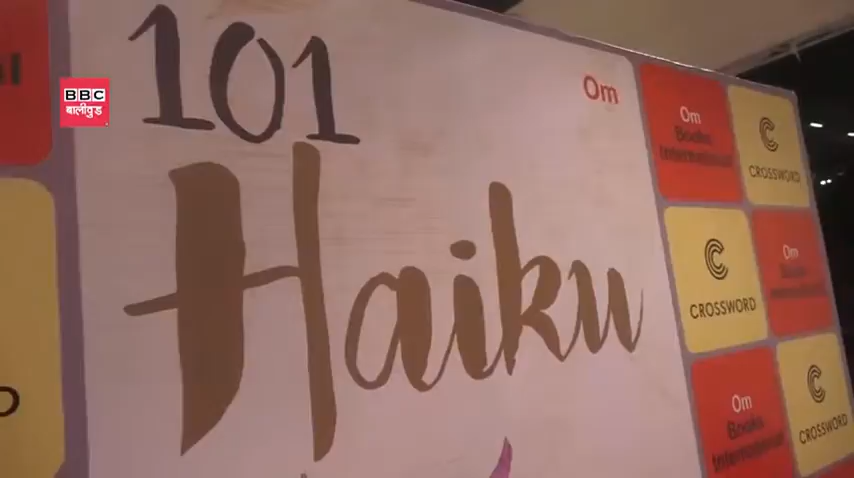 101
Haiku
Om
BBC
बालीवुड
Om
Books
International
CROSSWORD
CROSSWORD
Om
Books
International
CROSSWORD
Om
Books
International